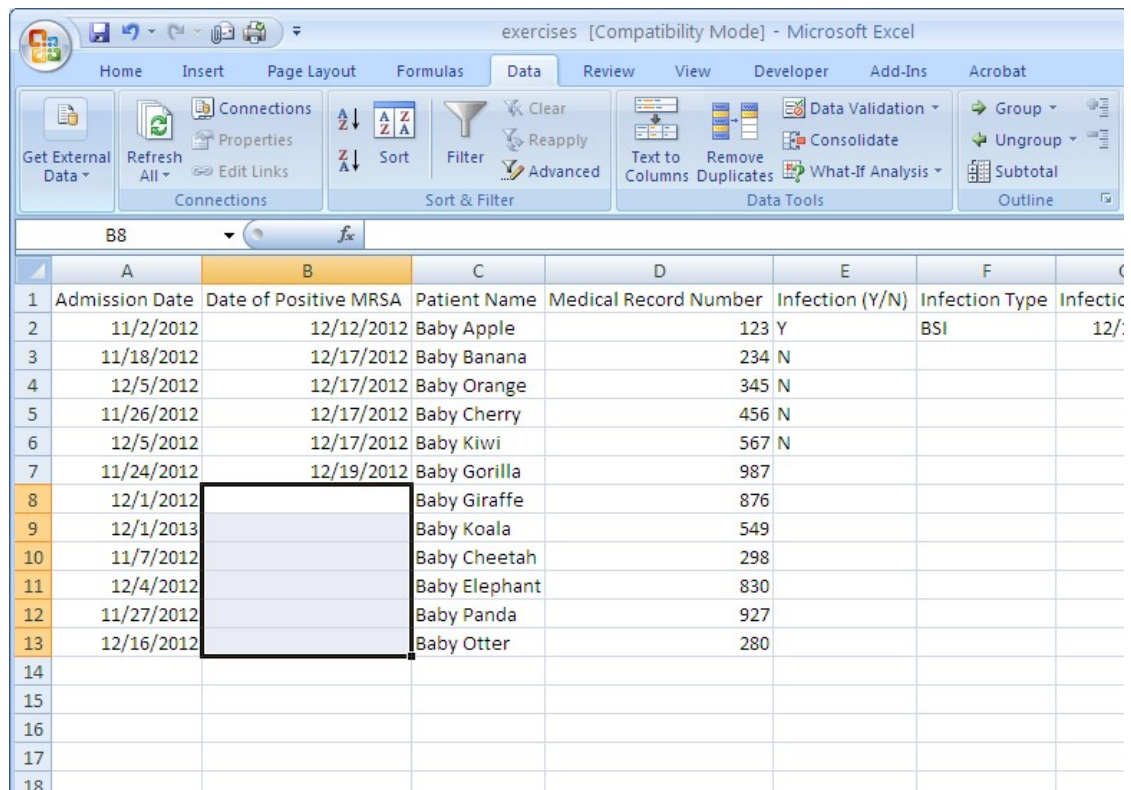 exercises [Compatibility Mode] - Microsoft Excel
Home Insert Page Layout Formulas Data Review View Developer Add-Ins Acrobat
Get External Data
Refresh All
Connections
Properties
Edit Links
Connections
Sort
Filter
Clear
Reapply
Advanced
Sort & Filter
Text to Columns
Remove Duplicates
Data Validation
Consolidate
What-If Analysis
Data Tools
Group
Ungroup
Subtotal
Outline
B8 fx
A B C D E F
1 Admission Date Date of Positive MRSA Patient Name Medical Record Number Infection (Y/N) Infection Type
2 11/2/2012 12/12/2012 Baby Apple 123 Y BSI
3 11/18/2012 12/17/2012 Baby Banana 234 N
4 12/5/2012 12/17/2012 Baby Orange 345 N
5 11/26/2012 12/17/2012 Baby Cherry 456 N
6 12/5/2012 12/17/2012 Baby Kiwi 567 N
7 11/24/2012 12/19/2012 Baby Gorilla 987
8 12/1/2012 Baby Giraffe 876
9 12/1/2013 Baby Koala 549
10 11/7/2012 Baby Cheetah 298
11 12/4/2012 Baby Elephant 830
12 11/27/2012 Baby Panda 927
13 12/16/2012 Baby Otter 280
14
15
16
17
18